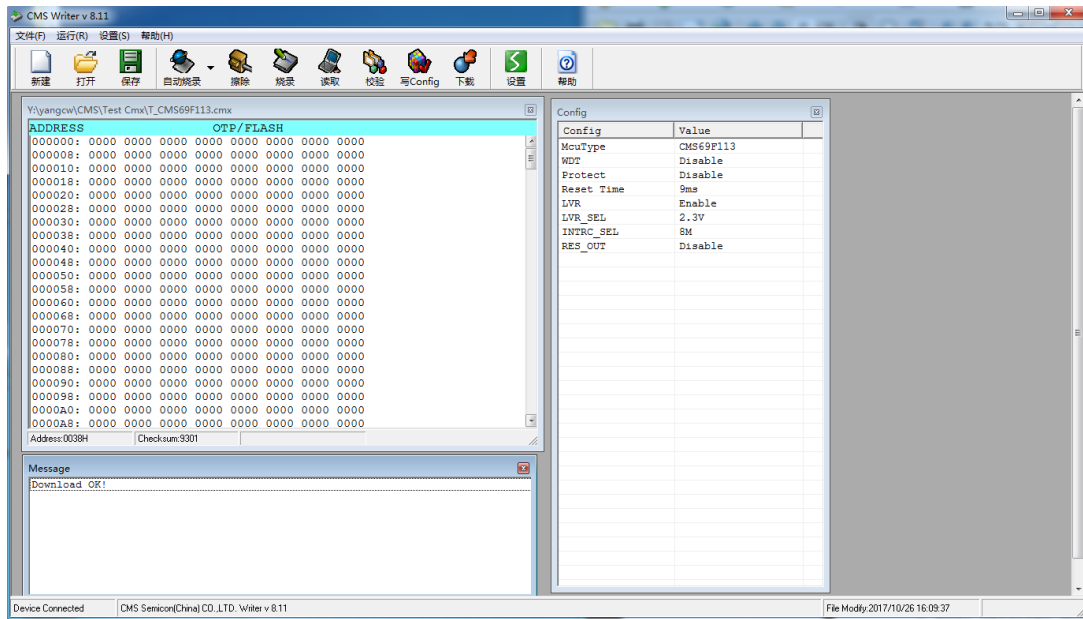 CMS Writer v 8.11
文件(F) 运行(R) 设置(S) 帮助(H)
新建 打开 保存 自动烧录 擦除 烧录 读取 校验 写Config 下载 设置 帮助
Y:\yangcw\CMS\Test Cmx\T_CMS69F113.cmx
ADDRESS OTP/FLASH
000000: 0000 0000 0000 0000 0000 0000 0000 0000
000008: 0000 0000 0000 0000 0000 0000 0000 0000
000010: 0000 0000 0000 0000 0000 0000 0000 0000
000018: 0000 0000 0000 0000 0000 0000 0000 0000
000020: 0000 0000 0000 0000 0000 0000 0000 0000
000028: 0000 0000 0000 0000 0000 0000 0000 0000
000030: 0000 0000 0000 0000 0000 0000 0000 0000
000038: 0000 0000 0000 0000 0000 0000 0000 0000
000040: 0000 0000 0000 0000 0000 0000 0000 0000
000048: 0000 0000 0000 0000 0000 0000 0000 0000
000050: 0000 0000 0000 0000 0000 0000 0000 0000
000058: 0000 0000 0000 0000 0000 0000 0000 0000
000060: 0000 0000 0000 0000 0000 0000 0000 0000
000068: 0000 0000 0000 0000 0000 0000 0000 0000
000070: 0000 0000 0000 0000 0000 0000 0000 0000
000078: 0000 0000 0000 0000 0000 0000 0000 0000
000080: 0000 0000 0000 0000 0000 0000 0000 0000
000088: 0000 0000 0000 0000 0000 0000 0000 0000
000090: 0000 0000 0000 0000 0000 0000 0000 0000
000098: 0000 0000 0000 0000 0000 0000 0000 0000
0000A0: 0000 0000 0000 0000 0000 0000 0000 0000
0000A8: 0000 0000 0000 0000 0000 0000 0000 0000
Address:0038H Checksum:9301
Message
Download OK!
Config
Config Value
McuType CMS69F113
WDT Disable
Protect Disable
Reset Time 9ms
LVR Enable
LVR_SEL 2.3V
INTRC_SEL 8M
RES_OUT Disable
Device Connected CMS Semicon(China) CO.,LTD. Writer v 8.11 File Modify:2017/10/26 16:09:37